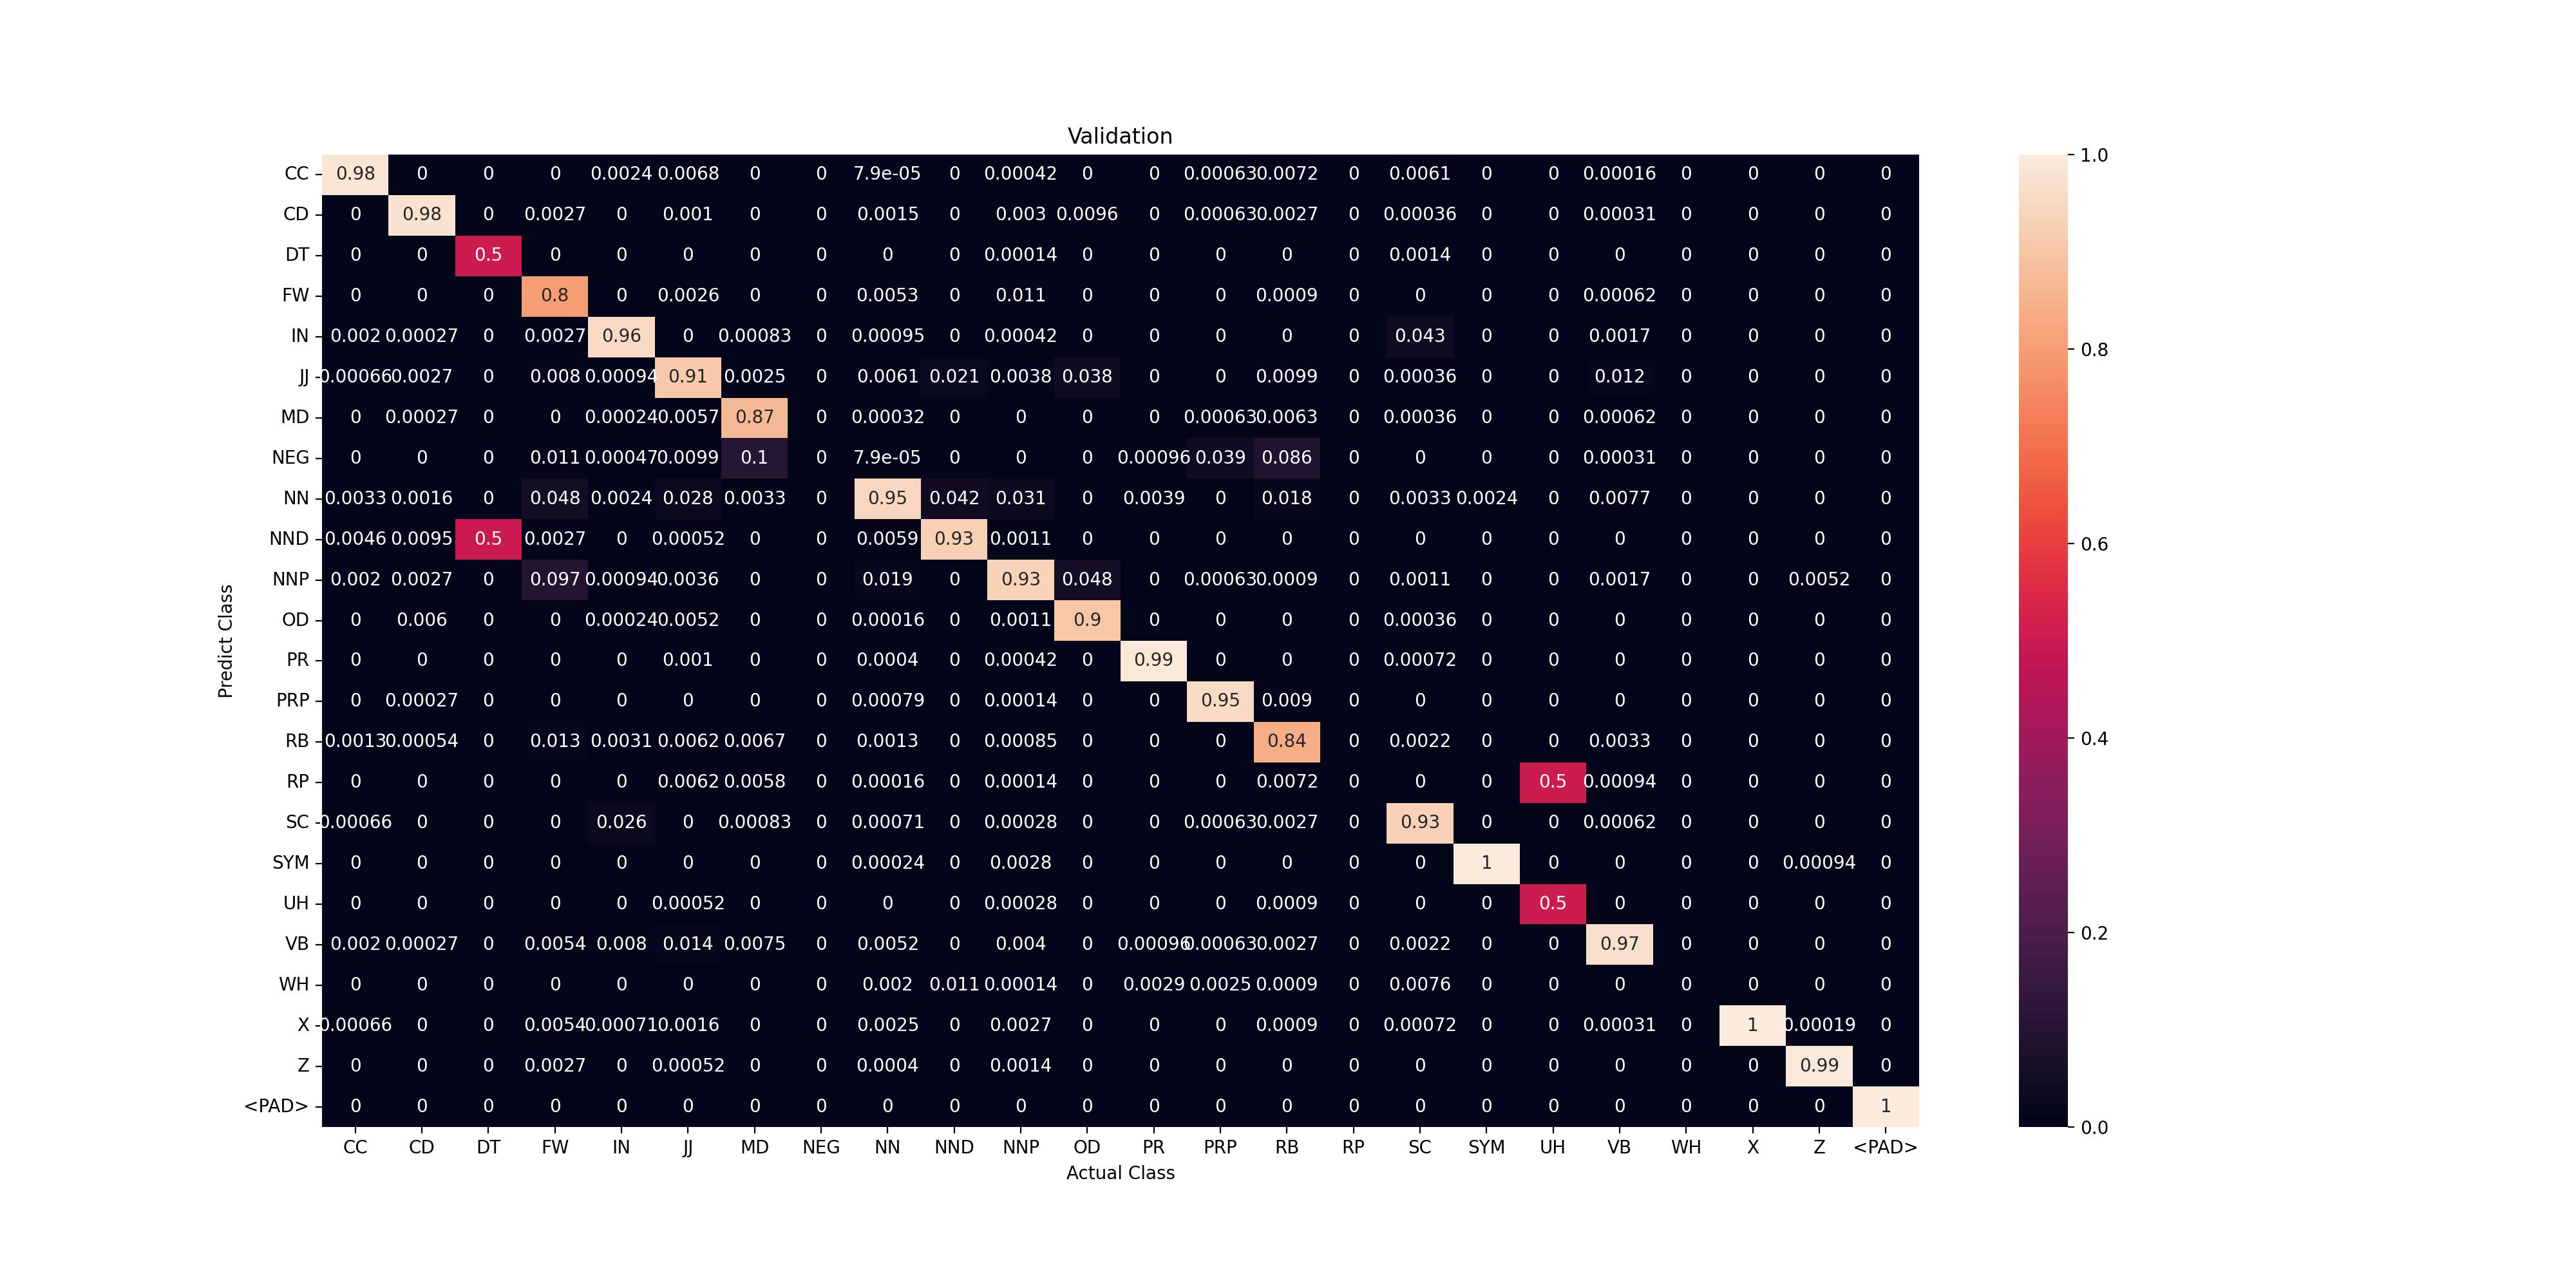 Validation
CC 0.98 0 0 0 0.0024 0.0068 0 0 7.9e-05 0 0.00042 0 0 0.00063 0.0072 0 0.0061 0 0 0.00016 0 0 0 0 1.0
CD 0 0.98 0 0.0027 0 0.001 0 0 0.0015 0 0.003 0.0096 0 0.00063 0.0027 0 0.00036 0 0 0.00031 0 0 0 0
DT 0 0 0.5 0 0 0 0 0 0 0 0.00014 0 0 0 0 0 0.0014 0 0 0 0 0 0 0
FW 0 0 0 0.8 0 0.0026 0 0 0.0053 0 0.011 0 0 0 0.0009 0 0 0 0 0.00062 0 0 0 0
IN 0.002 0.00027 0 0.0027 0.96 0 0.00083 0 0.00095 0 0.00042 0 0 0 0 0 0.043 0 0 0.0017 0 0 0 0 0.8
JJ 0.00066 0.0027 0 0.008 0.00094 0.91 0.0025 0 0.0061 0.021 0.0038 0.038 0 0 0.0099 0 0.00036 0 0 0.012 0 0 0 0
MD 0 0.00027 0 0 0.00024 0.0057 0.87 0 0.00032 0 0 0 0 0.00063 0.0063 0 0.00036 0 0 0.00062 0 0 0 0
NEG 0 0 0 0.011 0.00047 0.0099 0.1 0 7.9e-05 0 0 0 0.00096 0.039 0.086 0 0 0 0 0.00031 0 0 0 0
NN 0.0033 0.0016 0 0.048 0.0024 0.028 0.0033 0 0.95 0.042 0.031 0 0.0039 0 0.018 0 0.0033 0.0024 0 0.0077 0 0 0 0
NND 0.0046 0.0095 0.5 0.0027 0 0.00052 0 0 0.0059 0.93 0.0011 0 0 0 0 0 0 0 0 0 0 0 0 0 0.6
NNP 0.002 0.0027 0 0.097 0.00094 0.0036 0 0 0.019 0 0.93 0.048 0 0.00063 0.0009 0 0.0011 0 0 0.0017 0 0 0.0052 0
OD 0 0.006 0 0 0.00024 0.0052 0 0 0.00016 0 0.0011 0.9 0 0 0 0 0.00036 0 0 0 0 0 0 0
PR 0 0 0 0 0 0.001 0 0 0.0004 0 0.00042 0 0.99 0 0 0 0.00072 0 0 0 0 0 0 0
PRP 0 0.00027 0 0 0 0 0 0 0.00079 0 0.00014 0 0 0.95 0.009 0 0 0 0 0 0 0 0 0
RB 0.0013 0.00054 0 0.013 0.0031 0.0062 0.0067 0 0.0013 0 0.00085 0 0 0 0.84 0 0.0022 0 0 0.0033 0 0 0 0 0.4
RP 0 0 0 0 0 0.0062 0.0058 0 0.00016 0 0.00014 0 0 0 0.0072 0 0 0 0.5 0.00094 0 0 0 0
SC 0.00066 0 0 0 0.026 0 0.00083 0 0.00071 0 0.00028 0 0 0.00063 0.0027 0 0.93 0 0 0.00062 0 0 0 0
SYM 0 0 0 0 0 0 0 0 0.00024 0 0.0028 0 0 0 0 0 0 1 0 0 0 0 0.00094 0
UH 0 0 0 0 0 0.00052 0 0 0 0 0.00028 0 0 0 0.0009 0 0 0 0.5 0 0 0 0 0
VB 0.002 0.00027 0 0.0054 0.008 0.014 0.0075 0 0.0052 0 0.004 0 0.00096 0.00063 0.0027 0 0.0022 0 0 0.97 0 0 0 0 0.2
WH 0 0 0 0 0 0 0 0 0.002 0.011 0.00014 0 0.0029 0.0025 0.0009 0 0.0076 0 0 0 0 0 0 0
X 0.00066 0 0 0.0054 0.00071 0.0016 0 0 0.0025 0 0.0027 0 0 0 0.0009 0 0.00072 0 0 0.00031 0 1 0.00019 0
Z 0 0 0 0.0027 0 0.00052 0 0 0.0004 0 0.0014 0 0 0 0 0 0 0 0 0 0 0 0.99 0
<PAD> 0 0 0 0 0 0 0 0 0 0 0 0 0 0 0 0 0 0 0 0 0 0 0 1 0.0
CC CD DT FW IN JJ MD NEG NN NND NNP OD PR PRP RB RP SC SYM UH VB WH X Z <PAD>
Actual Class
Predict Class